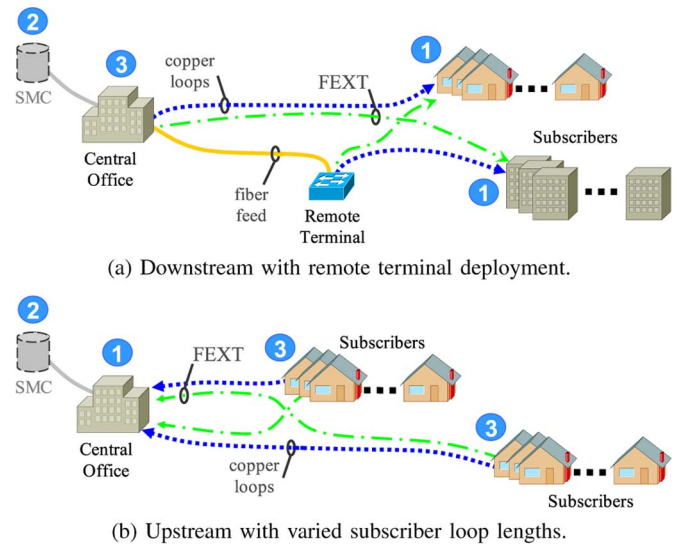 2
SMC
3
Central
Office
copper
loops
FEXT
1
Subscribers
1
fiber
feed
Remote
Terminal
(a) Downstream with remote terminal deployment.
2
SMC
1
Central
Office
FEXT
3
Subscribers
3
copper
loops
Subscribers
(b) Upstream with varied subscriber loop lengths.